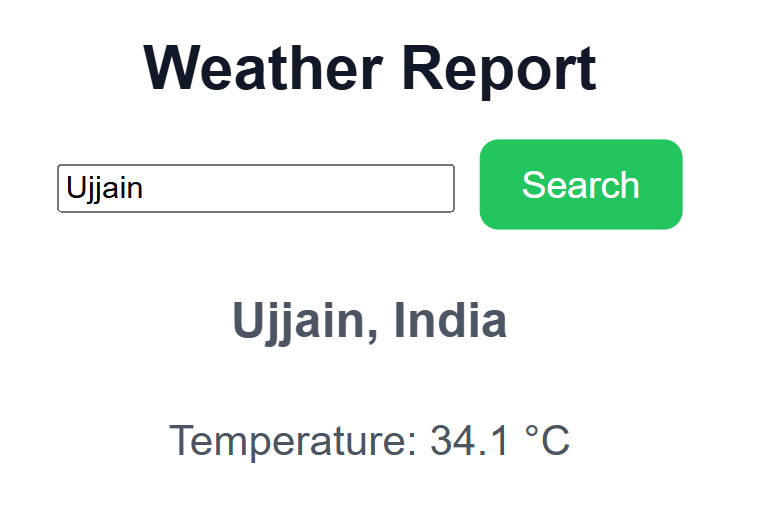 Weather Report
Ujjain
Search
Ujjain, India
Temperature: 34.1 °C